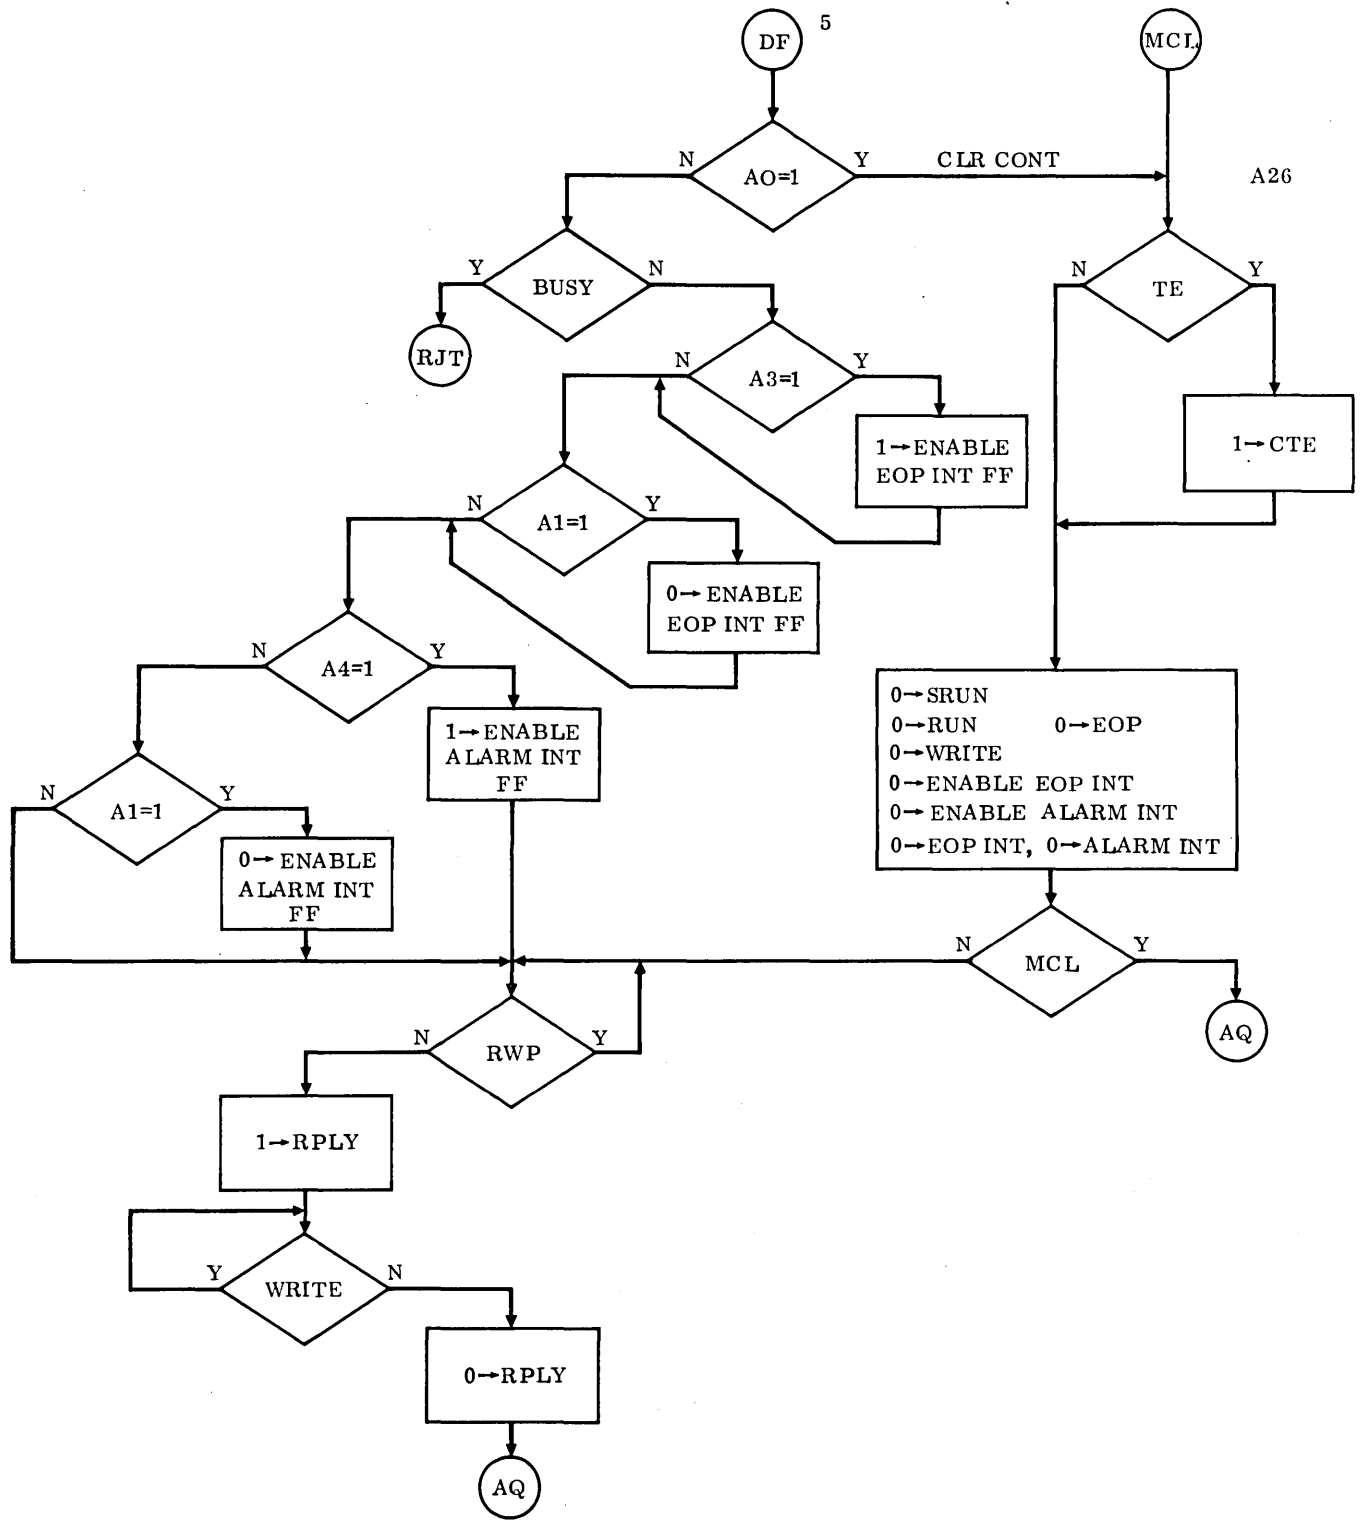 DF
5
MCL
N
Y
CLR CONT
AO=1
A26
Y
N
BUSY
N
Y
TE
RJT
N
Y
A3=1
1→ENABLE
EOP INT FF
1→CTE
N
Y
A1=1
0→ENABLE
EOP INT FF
N
Y
A4=1
1→ENABLE
ALARM INT
FF
0→SRUN
0→RUN 0→EOP
0→WRITE
0→ENABLE EOP INT
0→ENABLE ALARM INT
0→EOP INT, 0→ALARM INT
N
Y
A1=1
0→ENABLE
ALARM INT
FF
N
Y
MCL
AQ
N
Y
RWP
1→RPLY
Y
N
WRITE
0→RPLY
AQ